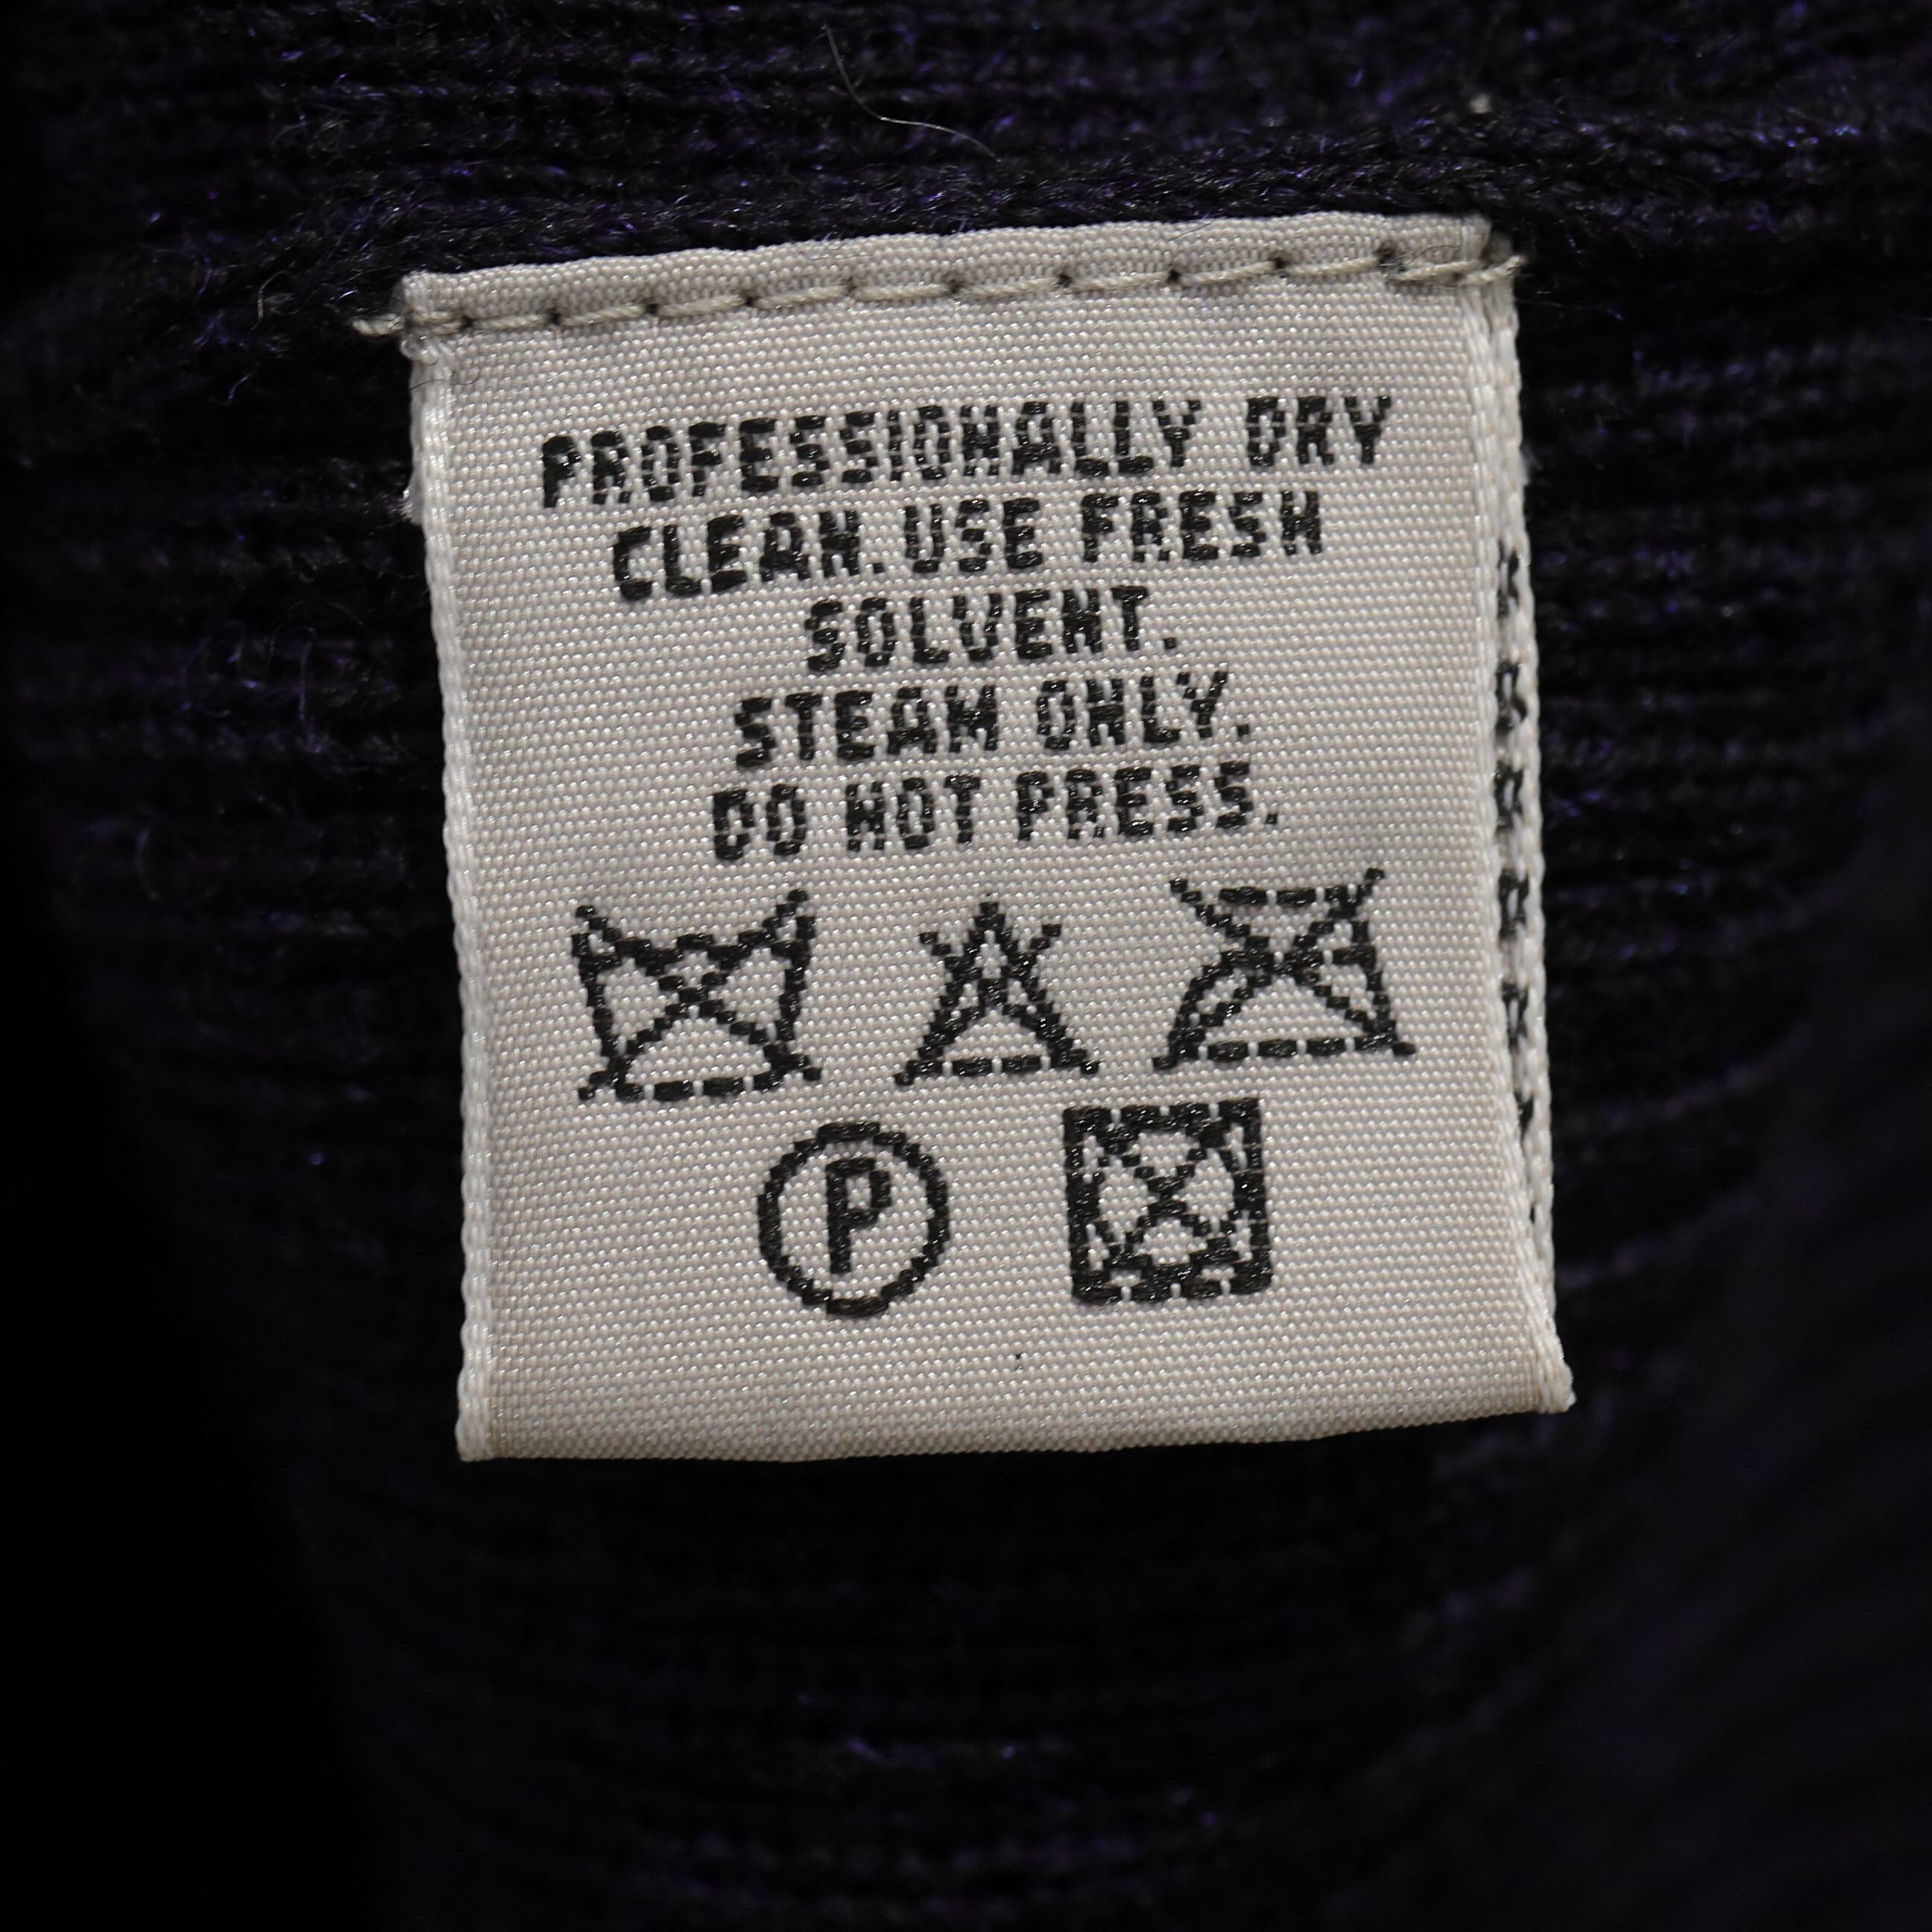 PROFESSIONALLY DRY
CLEAN. USE FRESH
SOLVENT.
STEAM ONLY.
DO NOT PRESS.
P